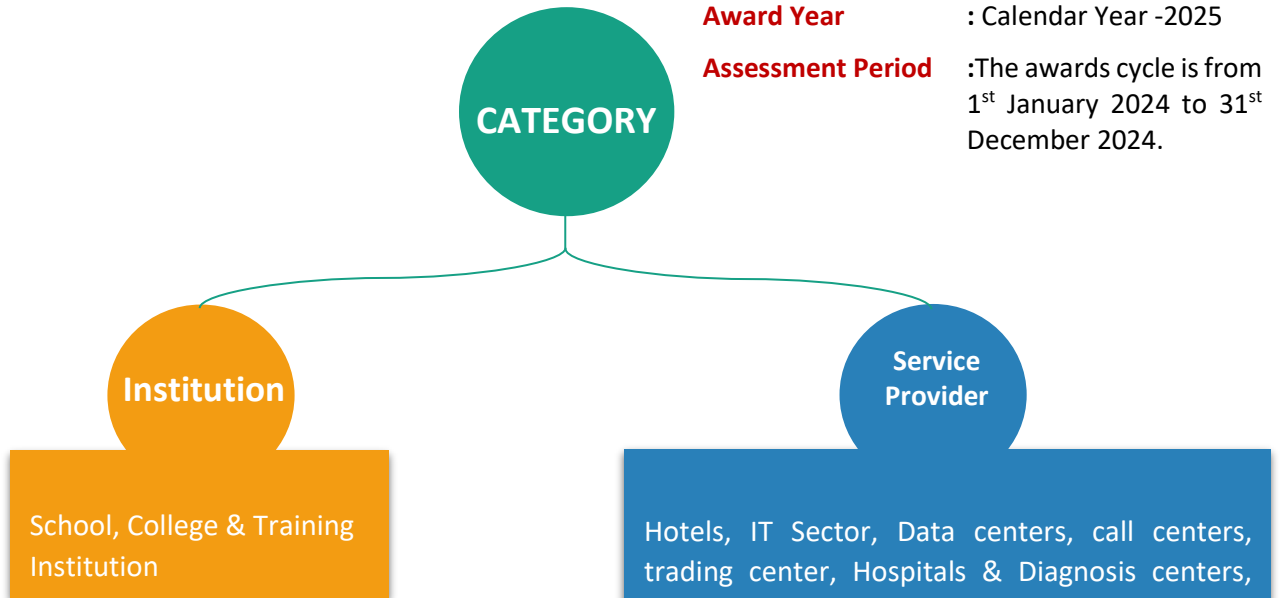 Award Year : Calendar Year -2025
Assessment Period :The awards cycle is from
1st January 2024 to 31st
December 2024.
CATEGORY
Institution
Service
Provider
School, College & Training
Institution
Hotels, IT Sector, Data centers, call centers,
trading center, Hospitals & Diagnosis centers,